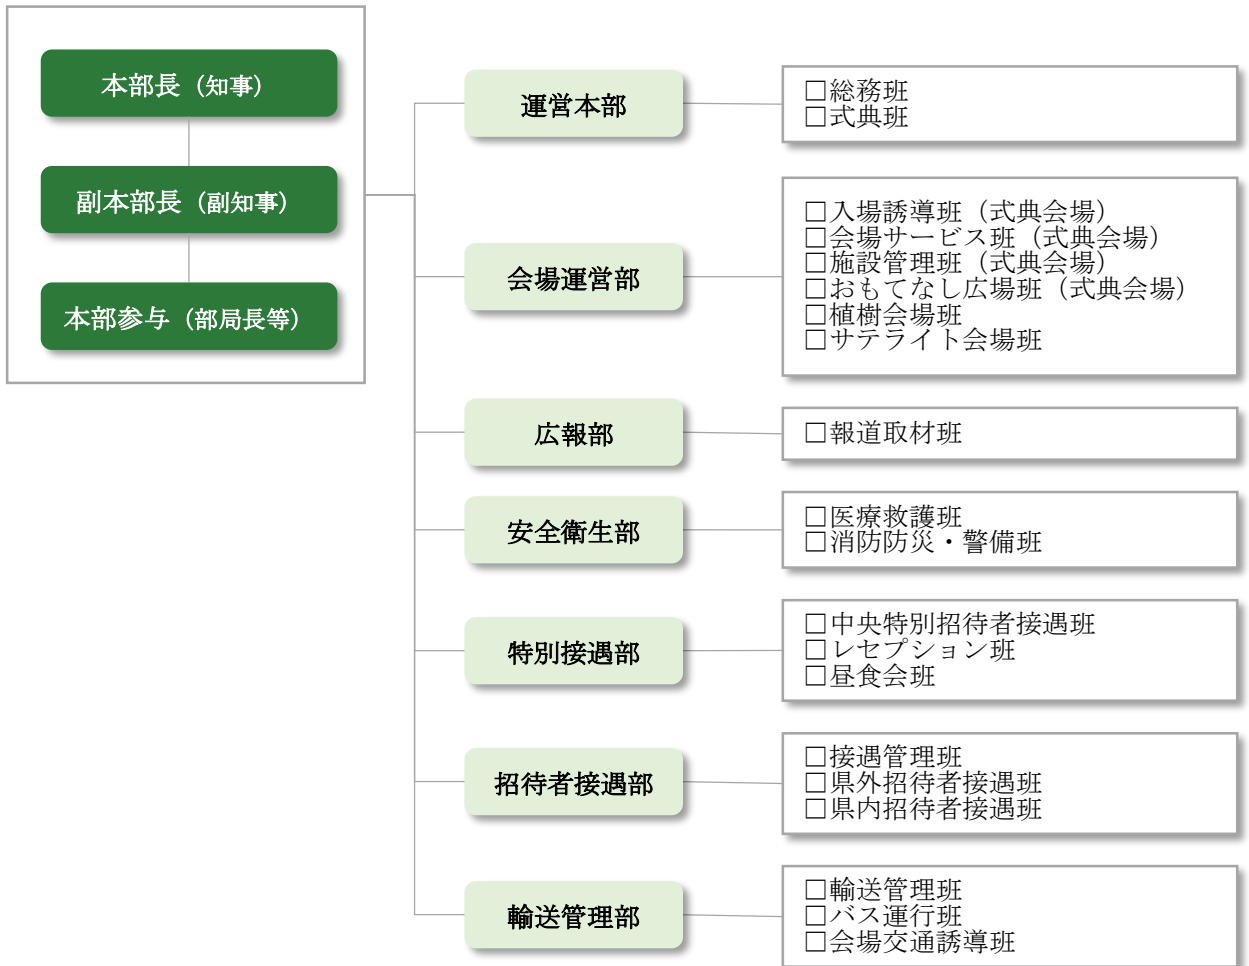 本部長（知事）
副本部長（副知事）
本部参与（部局長等）
運営本部
□総務班
□式典班
会場運営部
□入場誘導班（式典会場）
□会場サービス班（式典会場）
□施設管理班（式典会場）
□おもてなし広場班（式典会場）
□植樹会場班
□サテライト会場班
広報部
□報道取材班
安全衛生部
□医療救護班
□消防防災・警備班
特別接遇部
□中央特別招待者接遇班
□レセプション班
□昼食会班
招待者接遇部
□接遇管理班
□県外招待者接遇班
□県内招待者接遇班
輸送管理部
□輸送管理班
□バス運行班
□会場交通誘導班